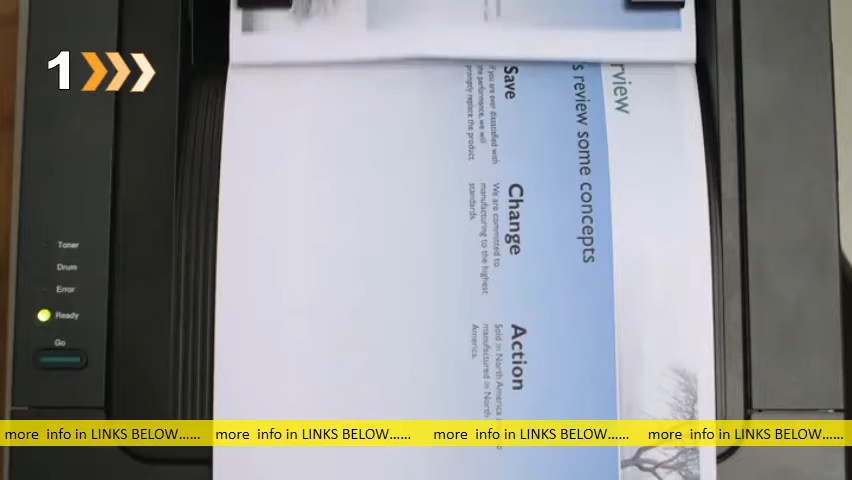 1
rview
s review some concepts
Save
If you are ever dissatisfied with
the performance, we will
promptly replace the product.
Change
We are committed to
manufacturing to the highest
standards.
Action
Sold in North America
manufactured in North
America.
Toner
Drum
Error
Ready
Go
more info in LINKS BELOW...... more info in LINKS BELOW...... more info in LINKS BELOW...... more info in LINKS BELOW......